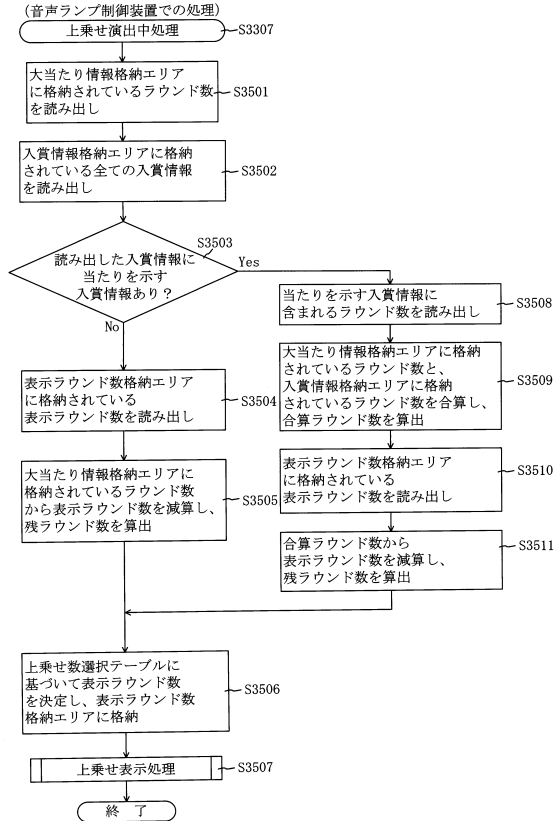 (音声ランプ制御装置での処理)
上乗せ演出中処理
S3307
大当たり情報格納エリア
に格納されているラウンド数
を読み出し
S3501
入賞情報格納エリアに格納
されている全ての入賞情報
を読み出し
S3502
S3503
読み出した入賞情報に
当たりを示す
入賞情報あり?
Yes
No
表示ラウンド数格納エリア
に格納されている
表示ラウンド数を読み出し
S3504
大当たり情報格納エリアに
格納されているラウンド数
から表示ラウンド数を減算し、
残ラウンド数を算出
S3505
当たりを示す入賞情報に
含まれるラウンド数を読み出し
S3508
大当たり情報格納エリアに格納
されているラウンド数と、
入賞情報格納エリアに格納
されているラウンド数を合算し、
合算ラウンド数を算出
S3509
表示ラウンド数格納エリア
に格納されている
表示ラウンド数を読み出し
S3510
合算ラウンド数から
表示ラウンド数を減算し、
残ラウンド数を算出
S3511
上乗せ数選択テーブルに
基づいて表示ラウンド数
を決定し、表示ラウンド数
格納エリアに格納
S3506
上乗せ表示処理
S3507
終 了